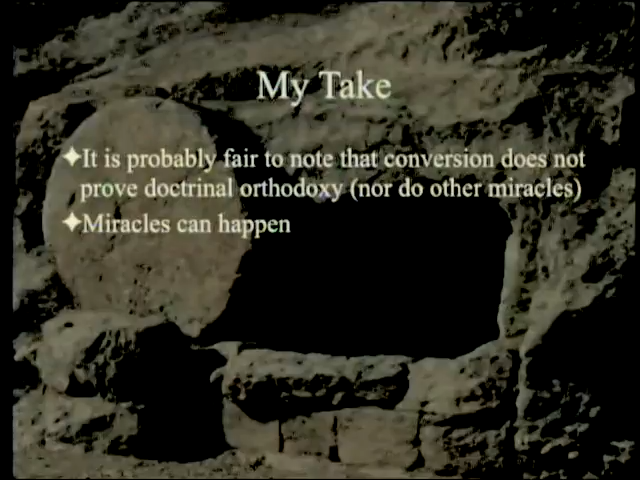 My Take
✦It is probably fair to note that conversion does not
prove doctrinal orthodoxy (nor do other miracles)
✦Miracles can happen